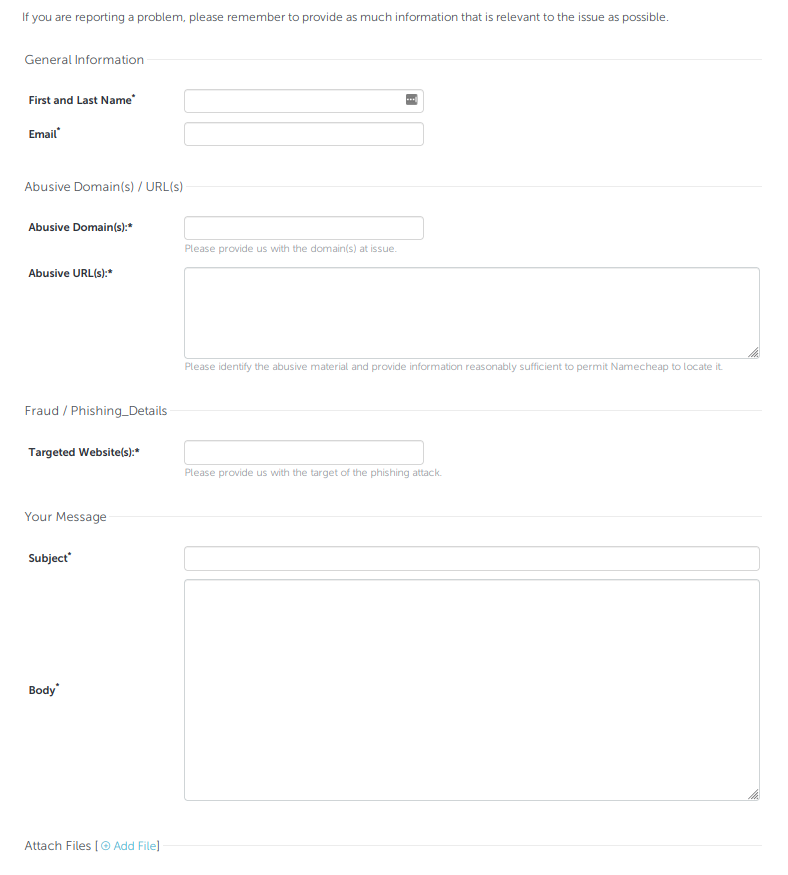 If you are reporting a problem, please remember to provide as much information that is relevant to the issue as possible.
General Information
First and Last Name*
Email*
Abusive Domain(s) / URL(s)
Abusive Domain(s):*
Please provide us with the domain(s) at issue.
Abusive URL(s):*
Please identify the abusive material and provide information reasonably sufficient to permit Namecheap to locate it.
Fraud / Phishing_Details
Targeted Website(s):*
Please provide us with the target of the phishing attack.
Your Message
Subject*
Body*
Attach Files [ Add File]